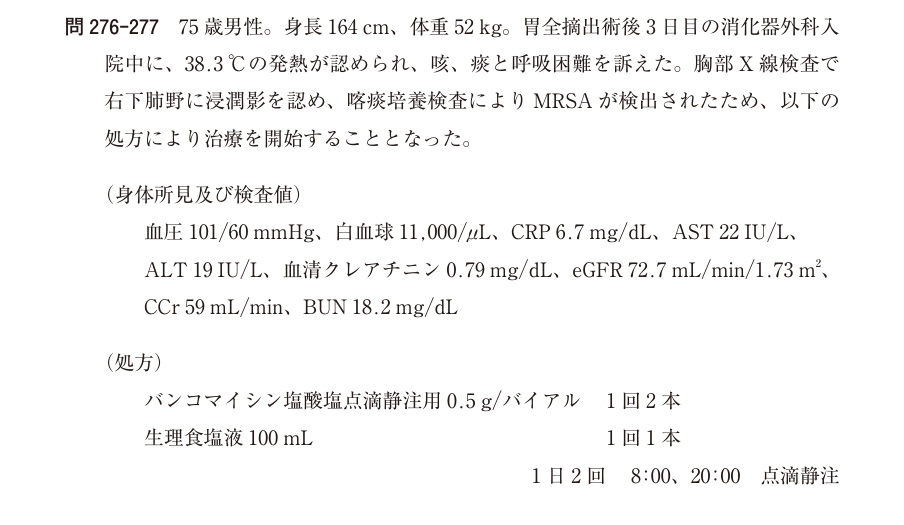 問 276-277 75 歳男性。身長 164 cm、体重 52 kg。胃全摘出術後 3 日目の消化器外科入
院中に、38.3 ℃の発熱が認められ、咳、痰と呼吸困難を訴えた。胸部 X 線検査で
右下肺野に浸潤影を認め、喀痰培養検査により MRSA が検出されたため、以下の
処方により治療を開始することとなった。
（身体所見及び検査値）
血圧 101/60 mmHg、白血球 11,000/μL、CRP 6.7 mg/dL、AST 22 IU/L、
ALT 19 IU/L、血清クレアチニン 0.79 mg/dL、eGFR 72.7 mL/min/1.73 m²、
CCr 59 mL/min、BUN 18.2 mg/dL
（処方）
バンコマイシン塩酸塩点滴静注用 0.5 g/バイアル 1 回 2 本
生理食塩液 100 mL 1 回 1 本
1 日 2 回 8:00、20:00 点滴静注